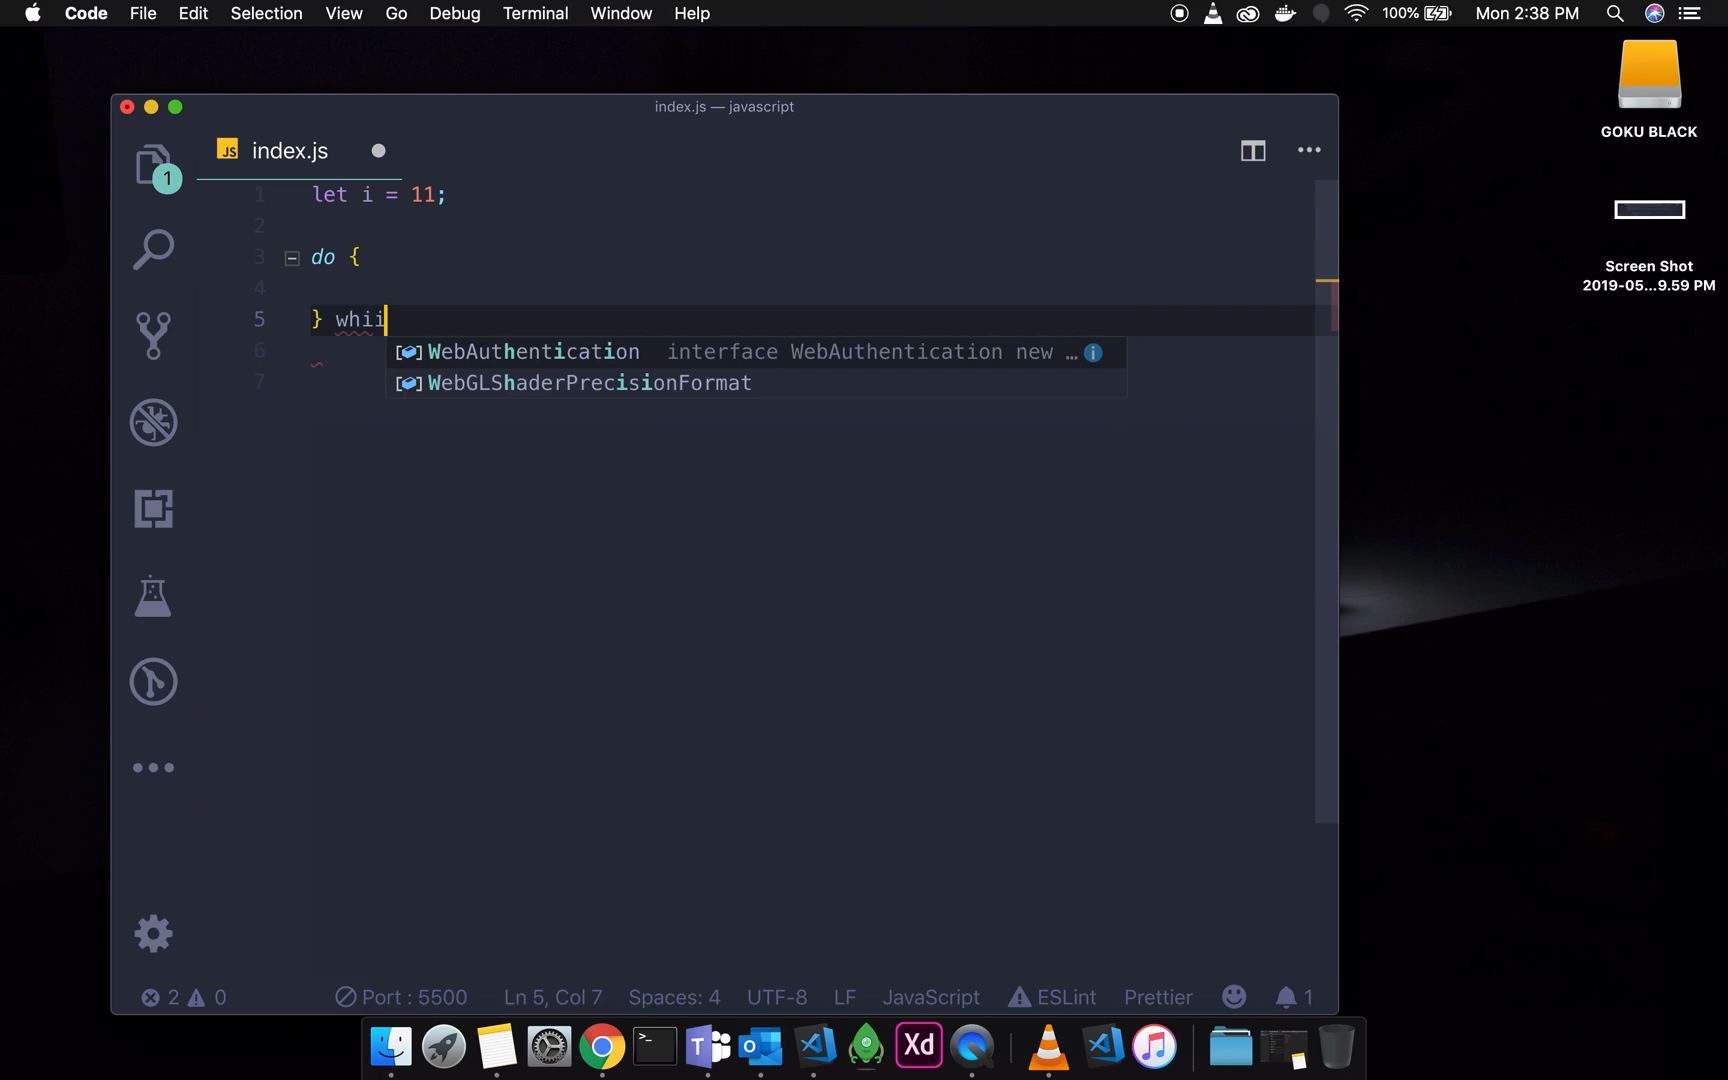 Code File Edit Selection View Go Debug Terminal Window Help 100% Mon 2:38 PM
GOKU BLACK
Screen Shot
2019-05...9.59 PM
index.js — javascript
JS index.js
1
1 let i = 11;
2
3 do {
4
5 } whii
6
7
WebAuthentication interface WebAuthentication new …
WebGLShaderPrecisionFormat
2 0 Port : 5500 Ln 5, Col 7 Spaces: 4 UTF-8 LF JavaScript ESLint Prettier 1
>_ T O Xd